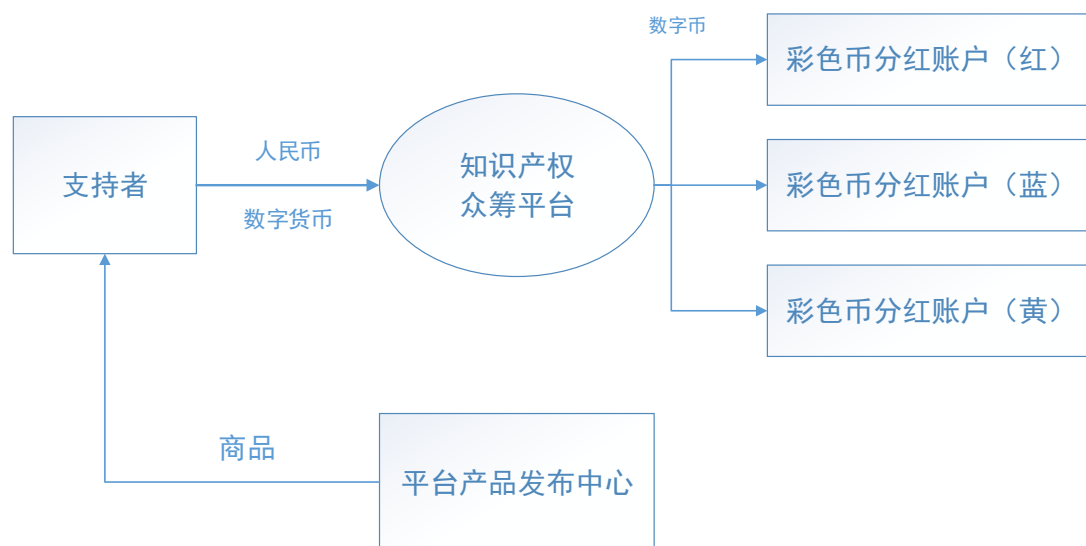 数字币
彩色币分红账户（红）
支持者
人民币
数字货币
知识产权
众筹平台
彩色币分红账户（蓝）
彩色币分红账户（黄）
商品
平台产品发布中心